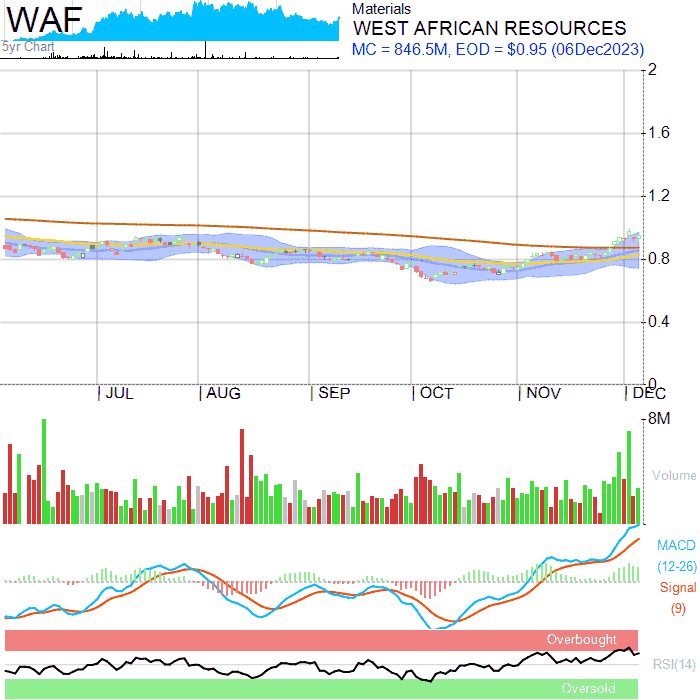 WAF
5yr Chart
Materials
WEST AFRICAN RESOURCES
MC = 846.5M, EOD = $0.95 (06Dec2023)
2
1.6
1.2
0.8
0.4
0
JUL AUG SEP OCT NOV DEC
8M
Volume
MACD
(12-26)
Signal
(9)
Overbought
RSI(14)
Oversold